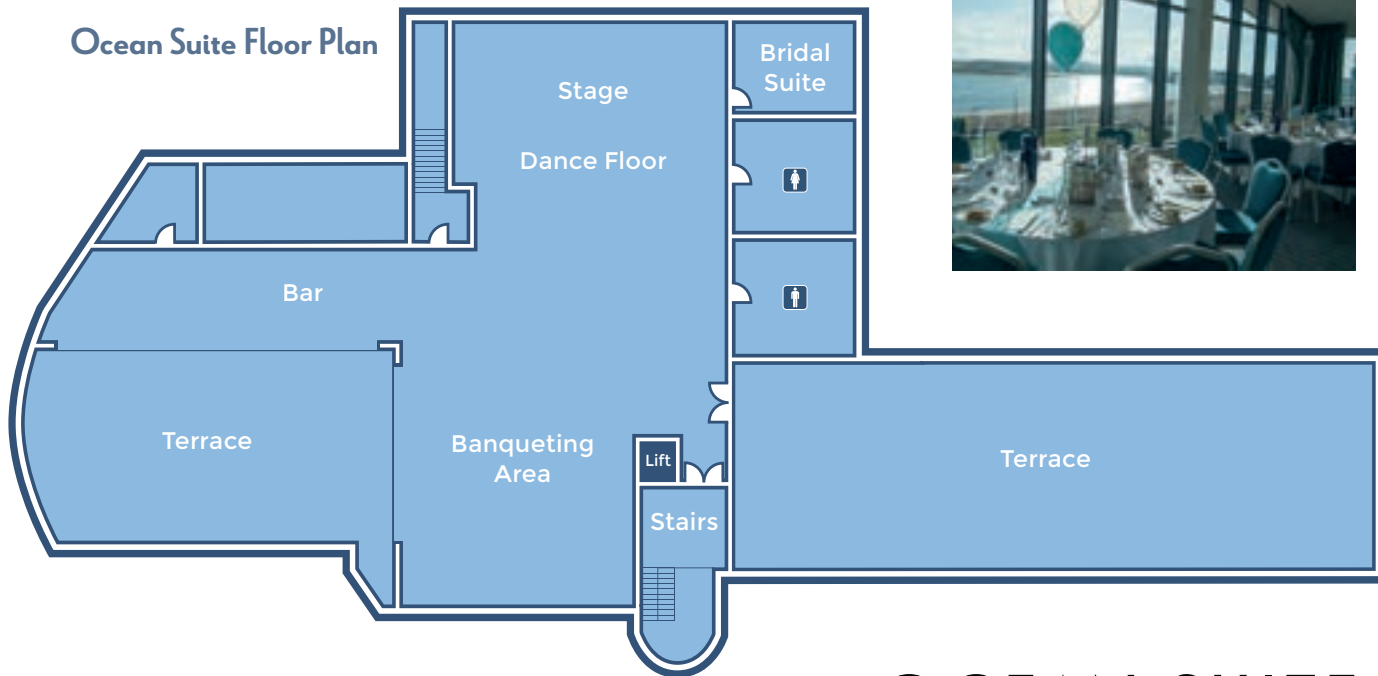 Ocean Suite Floor Plan
Bridal
Suite
Stage
Dance Floor
Bar
Terrace
Banqueting
Area
Lift
Stairs
Terrace